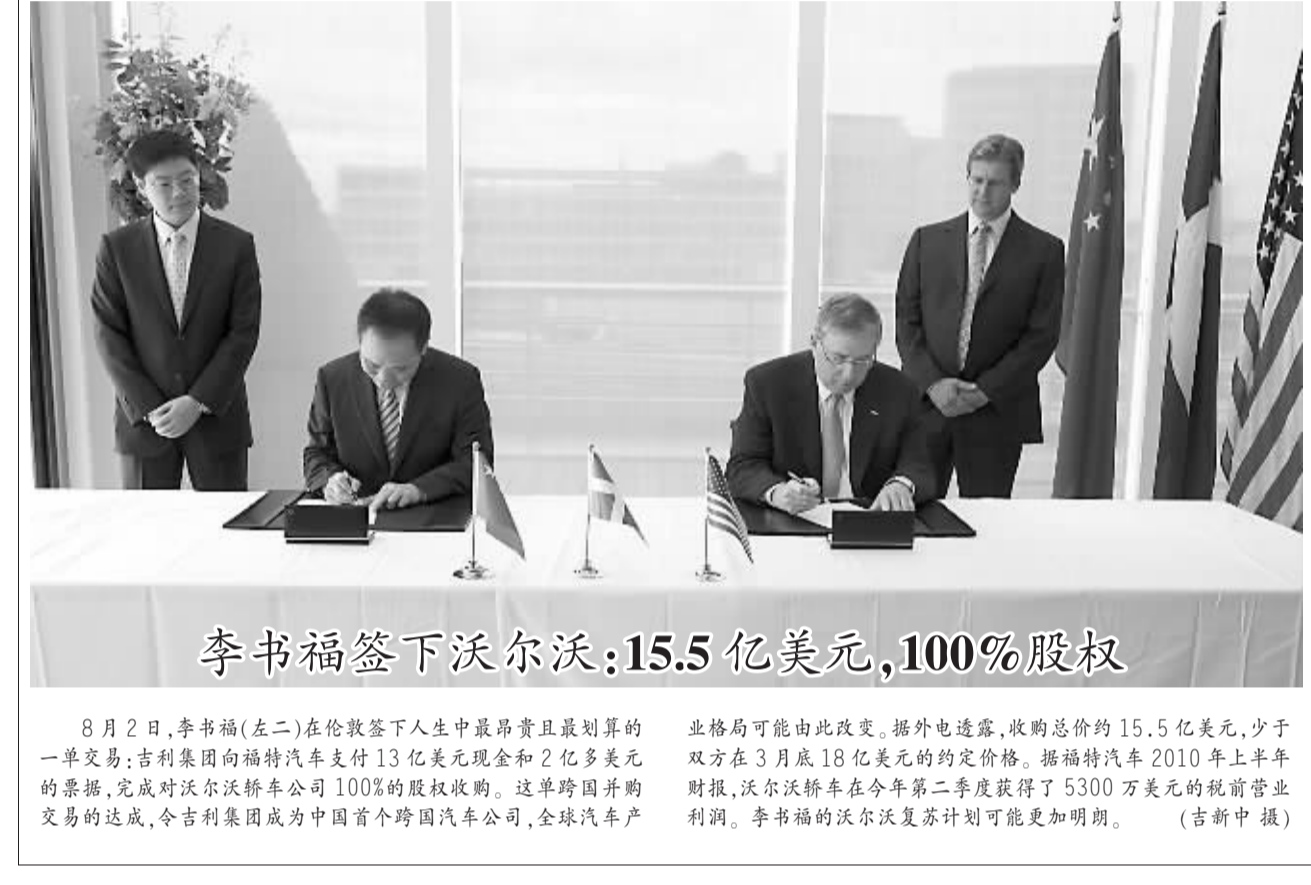 李书福签下沃尔沃:15.5亿美元,100%股权
8月2日,李书福(左二)在伦敦签下人生中最昂贵且最划算的
一单交易:吉利集团向福特汽车支付13亿美元现金和2亿多美元
的票据,完成对沃尔沃轿车公司100%的股权收购。这单跨国并购
交易的达成,令吉利集团成为中国首个跨国汽车公司,全球汽车产
业格局可能由此改变。据外电透露,收购总价约15.5亿美元,少于
双方在3月底18亿美元的约定价格。据福特汽车2010年上半年
财报,沃尔沃轿车在今年第二季度获得了5300万美元的税前营业
利润。李书福的沃尔沃复苏计划可能更加明朗。 (吉新中 摄)